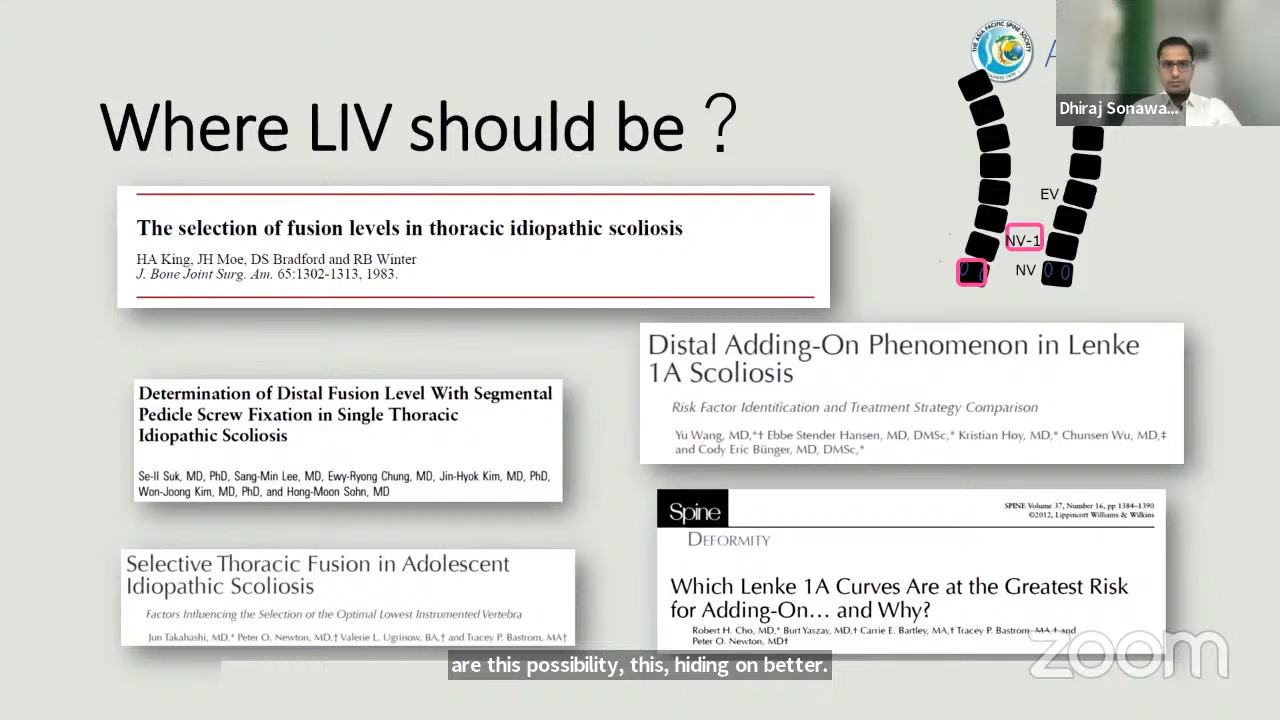 THE ASIA PACIFIC SPINE SOCIETY
A
Dhiraj Sonawa...
Where LIV should be ?
The selection of fusion levels in thoracic idiopathic scoliosis
HA King, JH Moe, DS Bradford and RB Winter
J. Bone Joint Surg. Am. 65:1302-1313, 1983.
EV
NV-1
NV
Distal Adding-On Phenomenon in Lenke
1A Scoliosis
Risk Factor Identification and Treatment Strategy Comparison
Yu Wang, MD,*† Ebbe Stender Hansen, MD, DMSc,* Kristian Høy, MD,* Chunsen Wu, MD,‡
and Cody Eric Bünger, MD, DMSc,*
Determination of Distal Fusion Level With Segmental
Pedicle Screw Fixation in Single Thoracic
Idiopathic Scoliosis
Se-Il Suk, MD, PhD, Sang-Min Lee, MD, Ewy-Ryong Chung, MD, Jin-Hyok Kim, MD, PhD,
Won-Joong Kim, MD, PhD, and Hong-Moon Sohn, MD
Spine
SPINE Volume 37, Number 16, pp 1384–1390
©2012, Lippincott Williams & Wilkins
DEFORMITY
Which Lenke 1A Curves Are at the Greatest Risk
for Adding-On… and Why?
Robert H. Cho, MD,* Burt Yaszay, MD,† Carrie E. Bartley, MA,† Tracey P. Bastrom, MA,† and
Peter O. Newton, MD†
Selective Thoracic Fusion in Adolescent
Idiopathic Scoliosis
Factors Influencing the Selection of the Optimal Lowest Instrumented Vertebra
Jun Takahashi, MD,* Peter O. Newton, MD,† Valerie L. Ugrinow, BA,† and Tracey P. Bastrom, MA†
are this possibility, this, hiding on better.
zoom